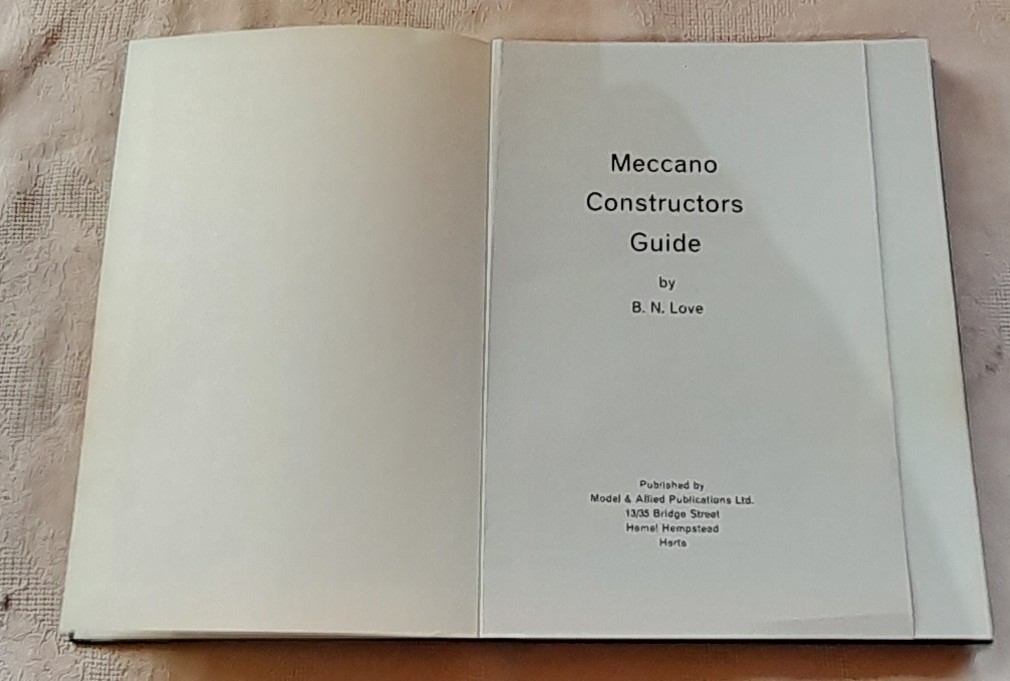 Meccano
Constructors
Guide
by
B. N. Love
Published by
Model & Allied Publications Ltd.
13/35 Bridge Street
Hemel Hempstead
Herts